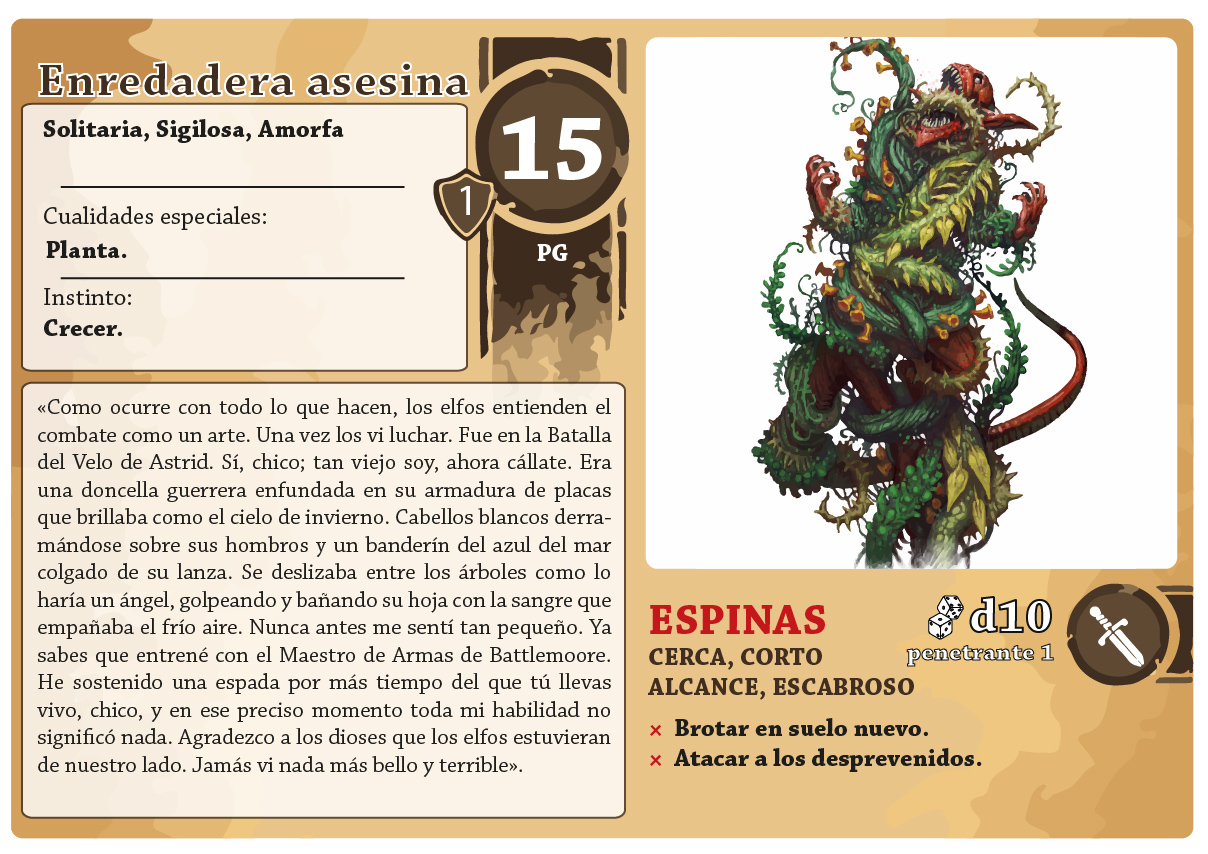 Enredadera asesina
Solitaria, Sigilosa, Amorfa
Cualidades especiales:
Planta.
Instinto:
Crecer.
15
1
PG
«Como ocurre con todo lo que hacen, los elfos entienden el
combate como un arte. Una vez los vi luchar. Fue en la Batalla
del Velo de Astrid. Sí, chico; tan viejo soy, ahora cállate. Era
una doncella guerrera enfundada en su armadura de placas
que brillaba como el cielo de invierno. Cabellos blancos derra-
mándose sobre sus hombros y un banderín del azul del mar
colgado de su lanza. Se deslizaba entre los árboles como lo
haría un ángel, golpeando y bañando su hoja con la sangre que
empañaba el frío aire. Nunca antes me sentí tan pequeño. Ya
sabes que entrené con el Maestro de Armas de Battlemoore.
He sostenido una espada por más tiempo del que tú llevas
vivo, chico, y en ese preciso momento toda mi habilidad no
significó nada. Agradezco a los dioses que los elfos estuvieran
de nuestro lado. Jamás vi nada más bello y terrible».
ESPINAS
CERCA, CORTO
ALCANCE, ESCABROSO
d10
penetrante 1
× Brotar en suelo nuevo.
× Atacar a los desprevenidos.